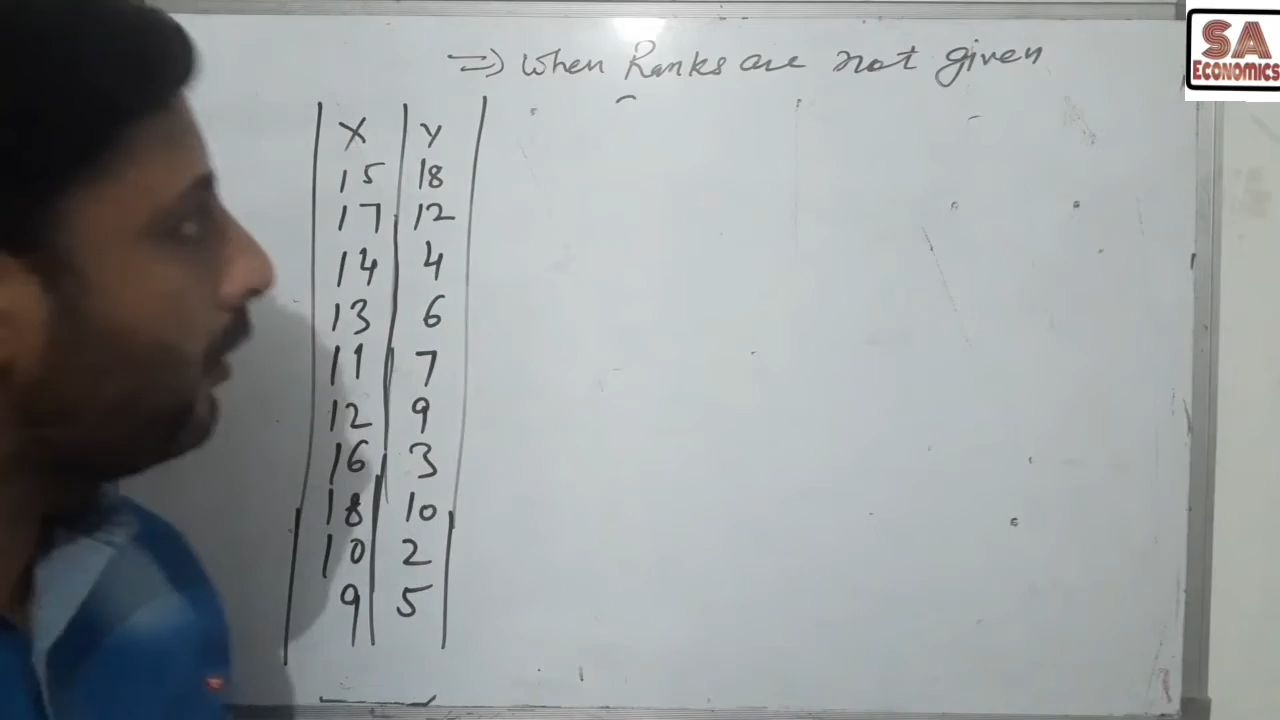 SA
ECONOMICS
=) When Ranks are not given
X Y
15 18
17 12
14 4
13 6
11 7
12 9
16 3
18 10
10 2
9 5